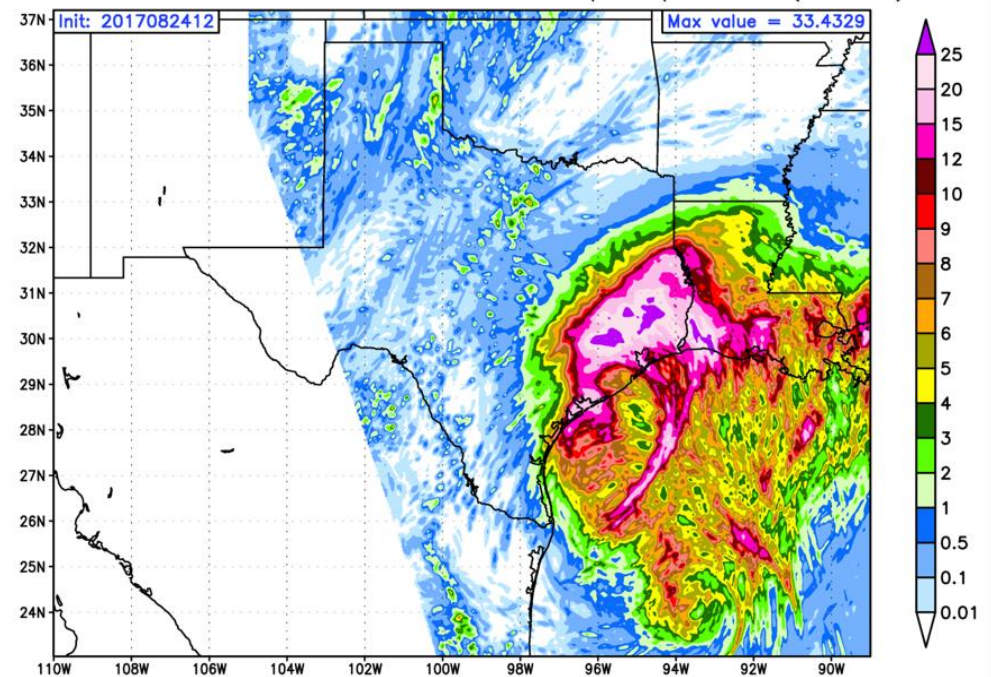 Init: 2017082412
Max value = 33.4329
37N
36N
35N
34N
33N
32N
31N
30N
29N
28N
27N
26N
25N
24N
110W 108W 106W 104W 102W 100W 98W 96W 94W 92W 90W
25
20
15
12
10
9
8
7
6
5
4
3
2
1
0.5
0.1
0.01